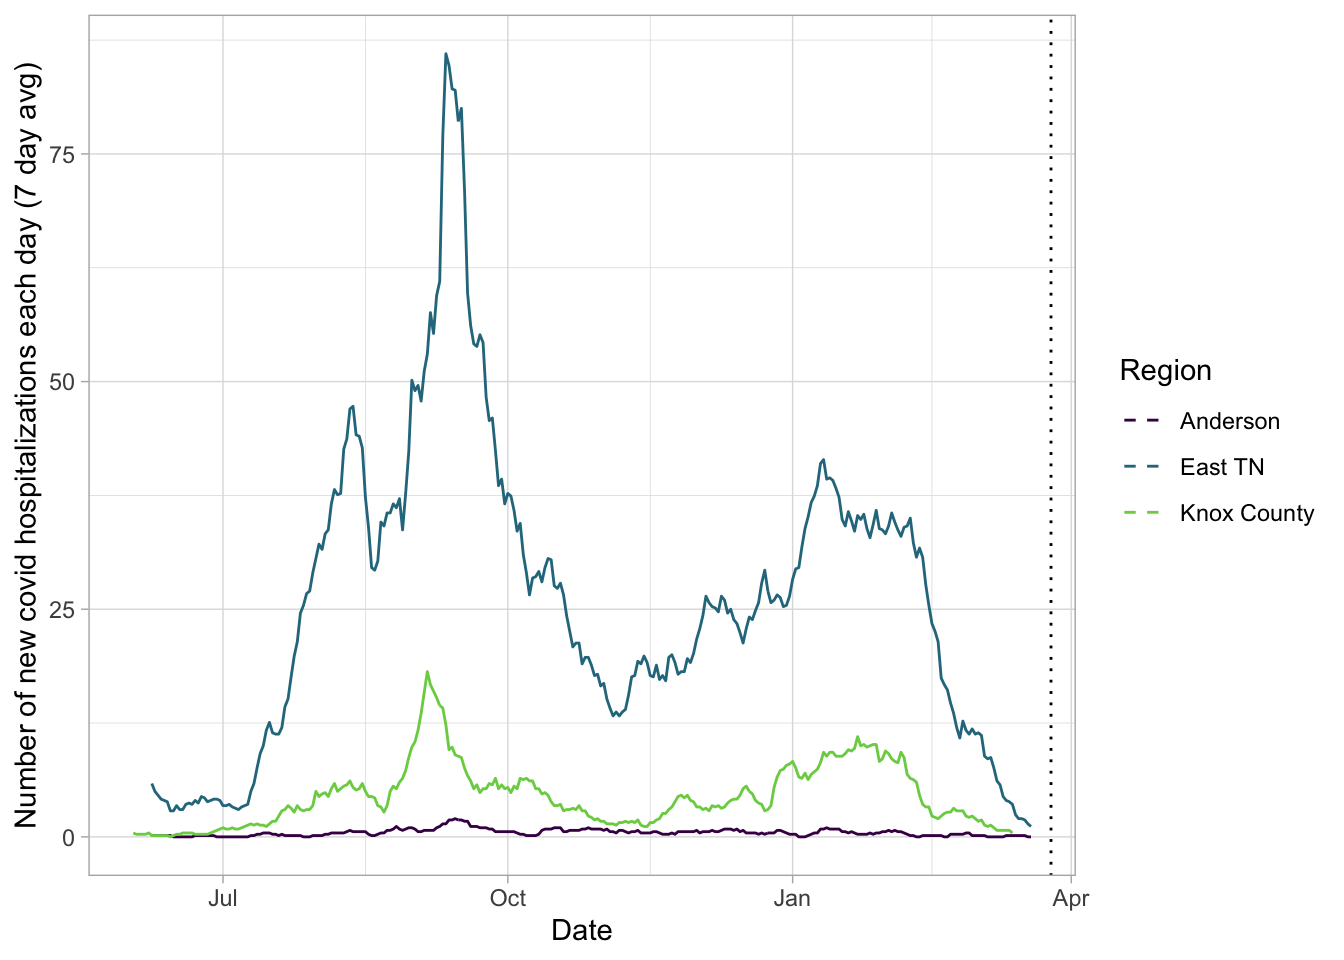 Number of new covid hospitalizations each day (7 day avg)
75
50
25
0
Jul
Oct
Jan
Apr
Date
Region
Anderson
East TN
Knox County